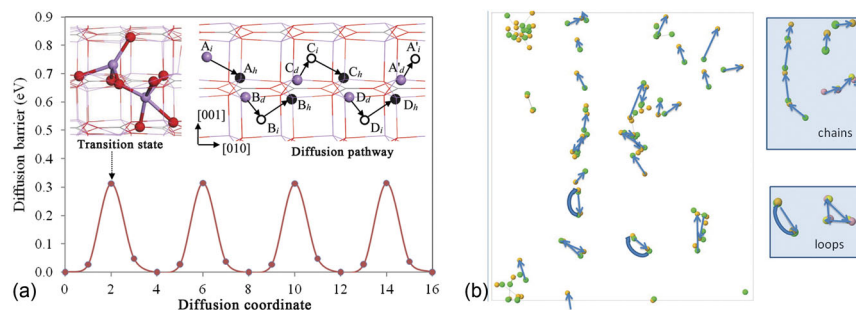 0.9
0.8
0.7
0.6
0.5
0.4
0.3
0.2
0.1
0.0
Diffusion barrier (eV)
Transition state
A_i
A_h
B_d
B_i
B_h
C_d
C_i
C_h
D_d
D_i
D_h
A'_i
A'_d
[001]
[010]
Diffusion pathway
0 2 4 6 8 10 12 14 16
Diffusion coordinate
(a)
(b)
chains
loops